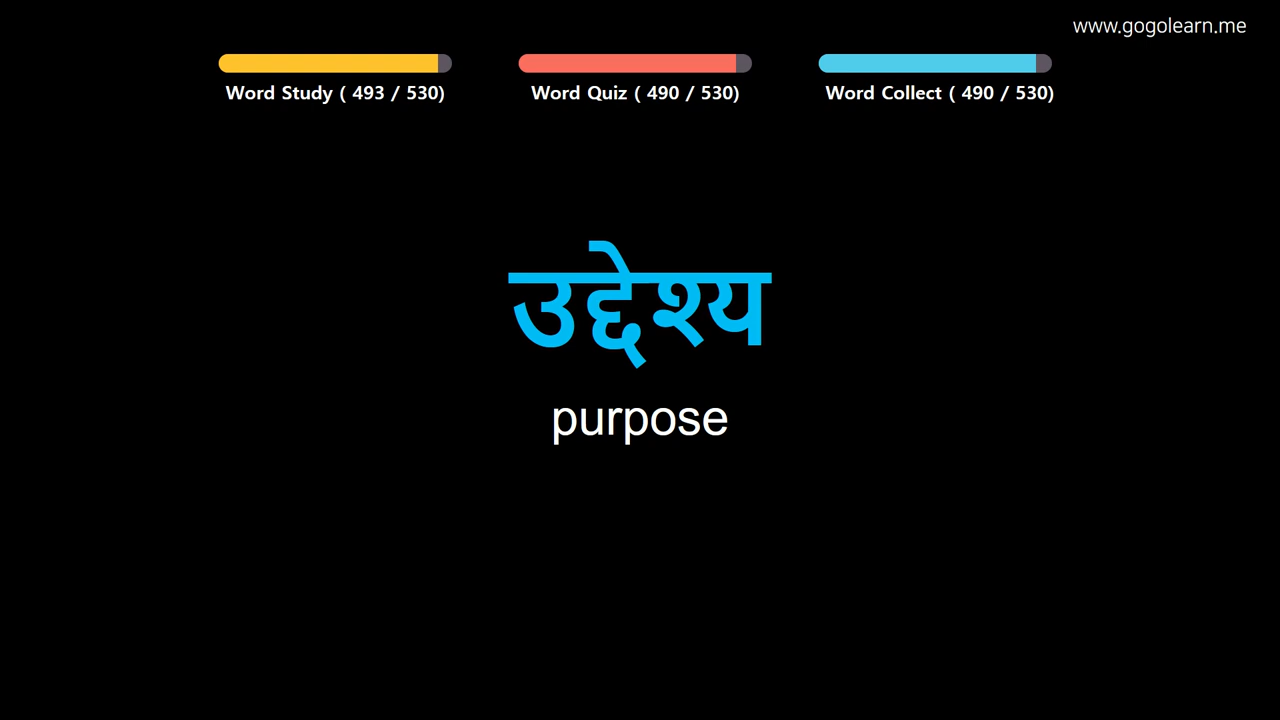 www.gogolearn.me
Word Study ( 493 / 530)
Word Quiz ( 490 / 530)
Word Collect ( 490 / 530)
उद्देश्य
purpose